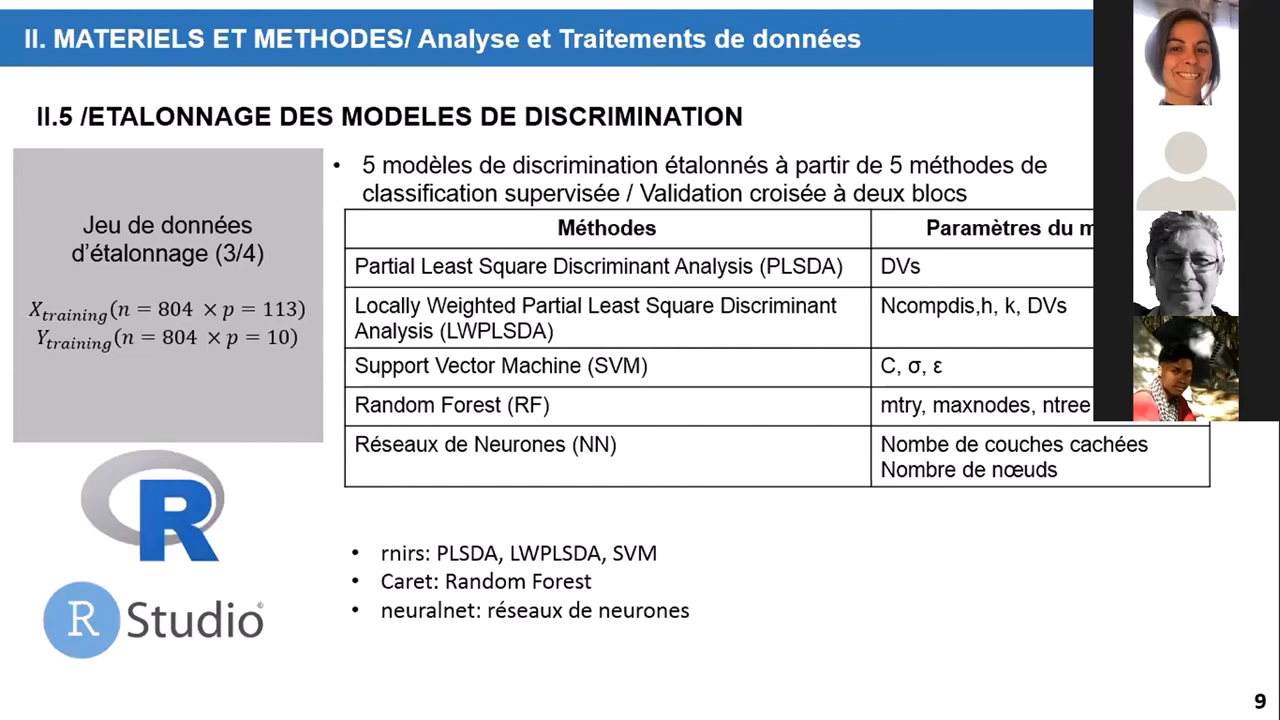 II. MATERIELS ET METHODES/ Analyse et Traitements de données
II.5 /ETALONNAGE DES MODELES DE DISCRIMINATION
Jeu de données
d'étalonnage (3/4)
X_training(n = 804 × p = 113)
Y_training(n = 804 × p = 10)
• 5 modèles de discrimination étalonnés à partir de 5 méthodes de
classification supervisée / Validation croisée à deux blocs
Méthodes
Paramètres du m
Partial Least Square Discriminant Analysis (PLSDA)
DVs
Locally Weighted Partial Least Square Discriminant
Analysis (LWPLSDA)
Ncompdis,h, k, DVs
Support Vector Machine (SVM)
C, σ, ε
Random Forest (RF)
mtry, maxnodes, ntree
Réseaux de Neurones (NN)
Nombe de couches cachées
Nombre de nœuds
R
R Studio®
• rnirs: PLSDA, LWPLSDA, SVM
• Caret: Random Forest
• neuralnet: réseaux de neurones
9